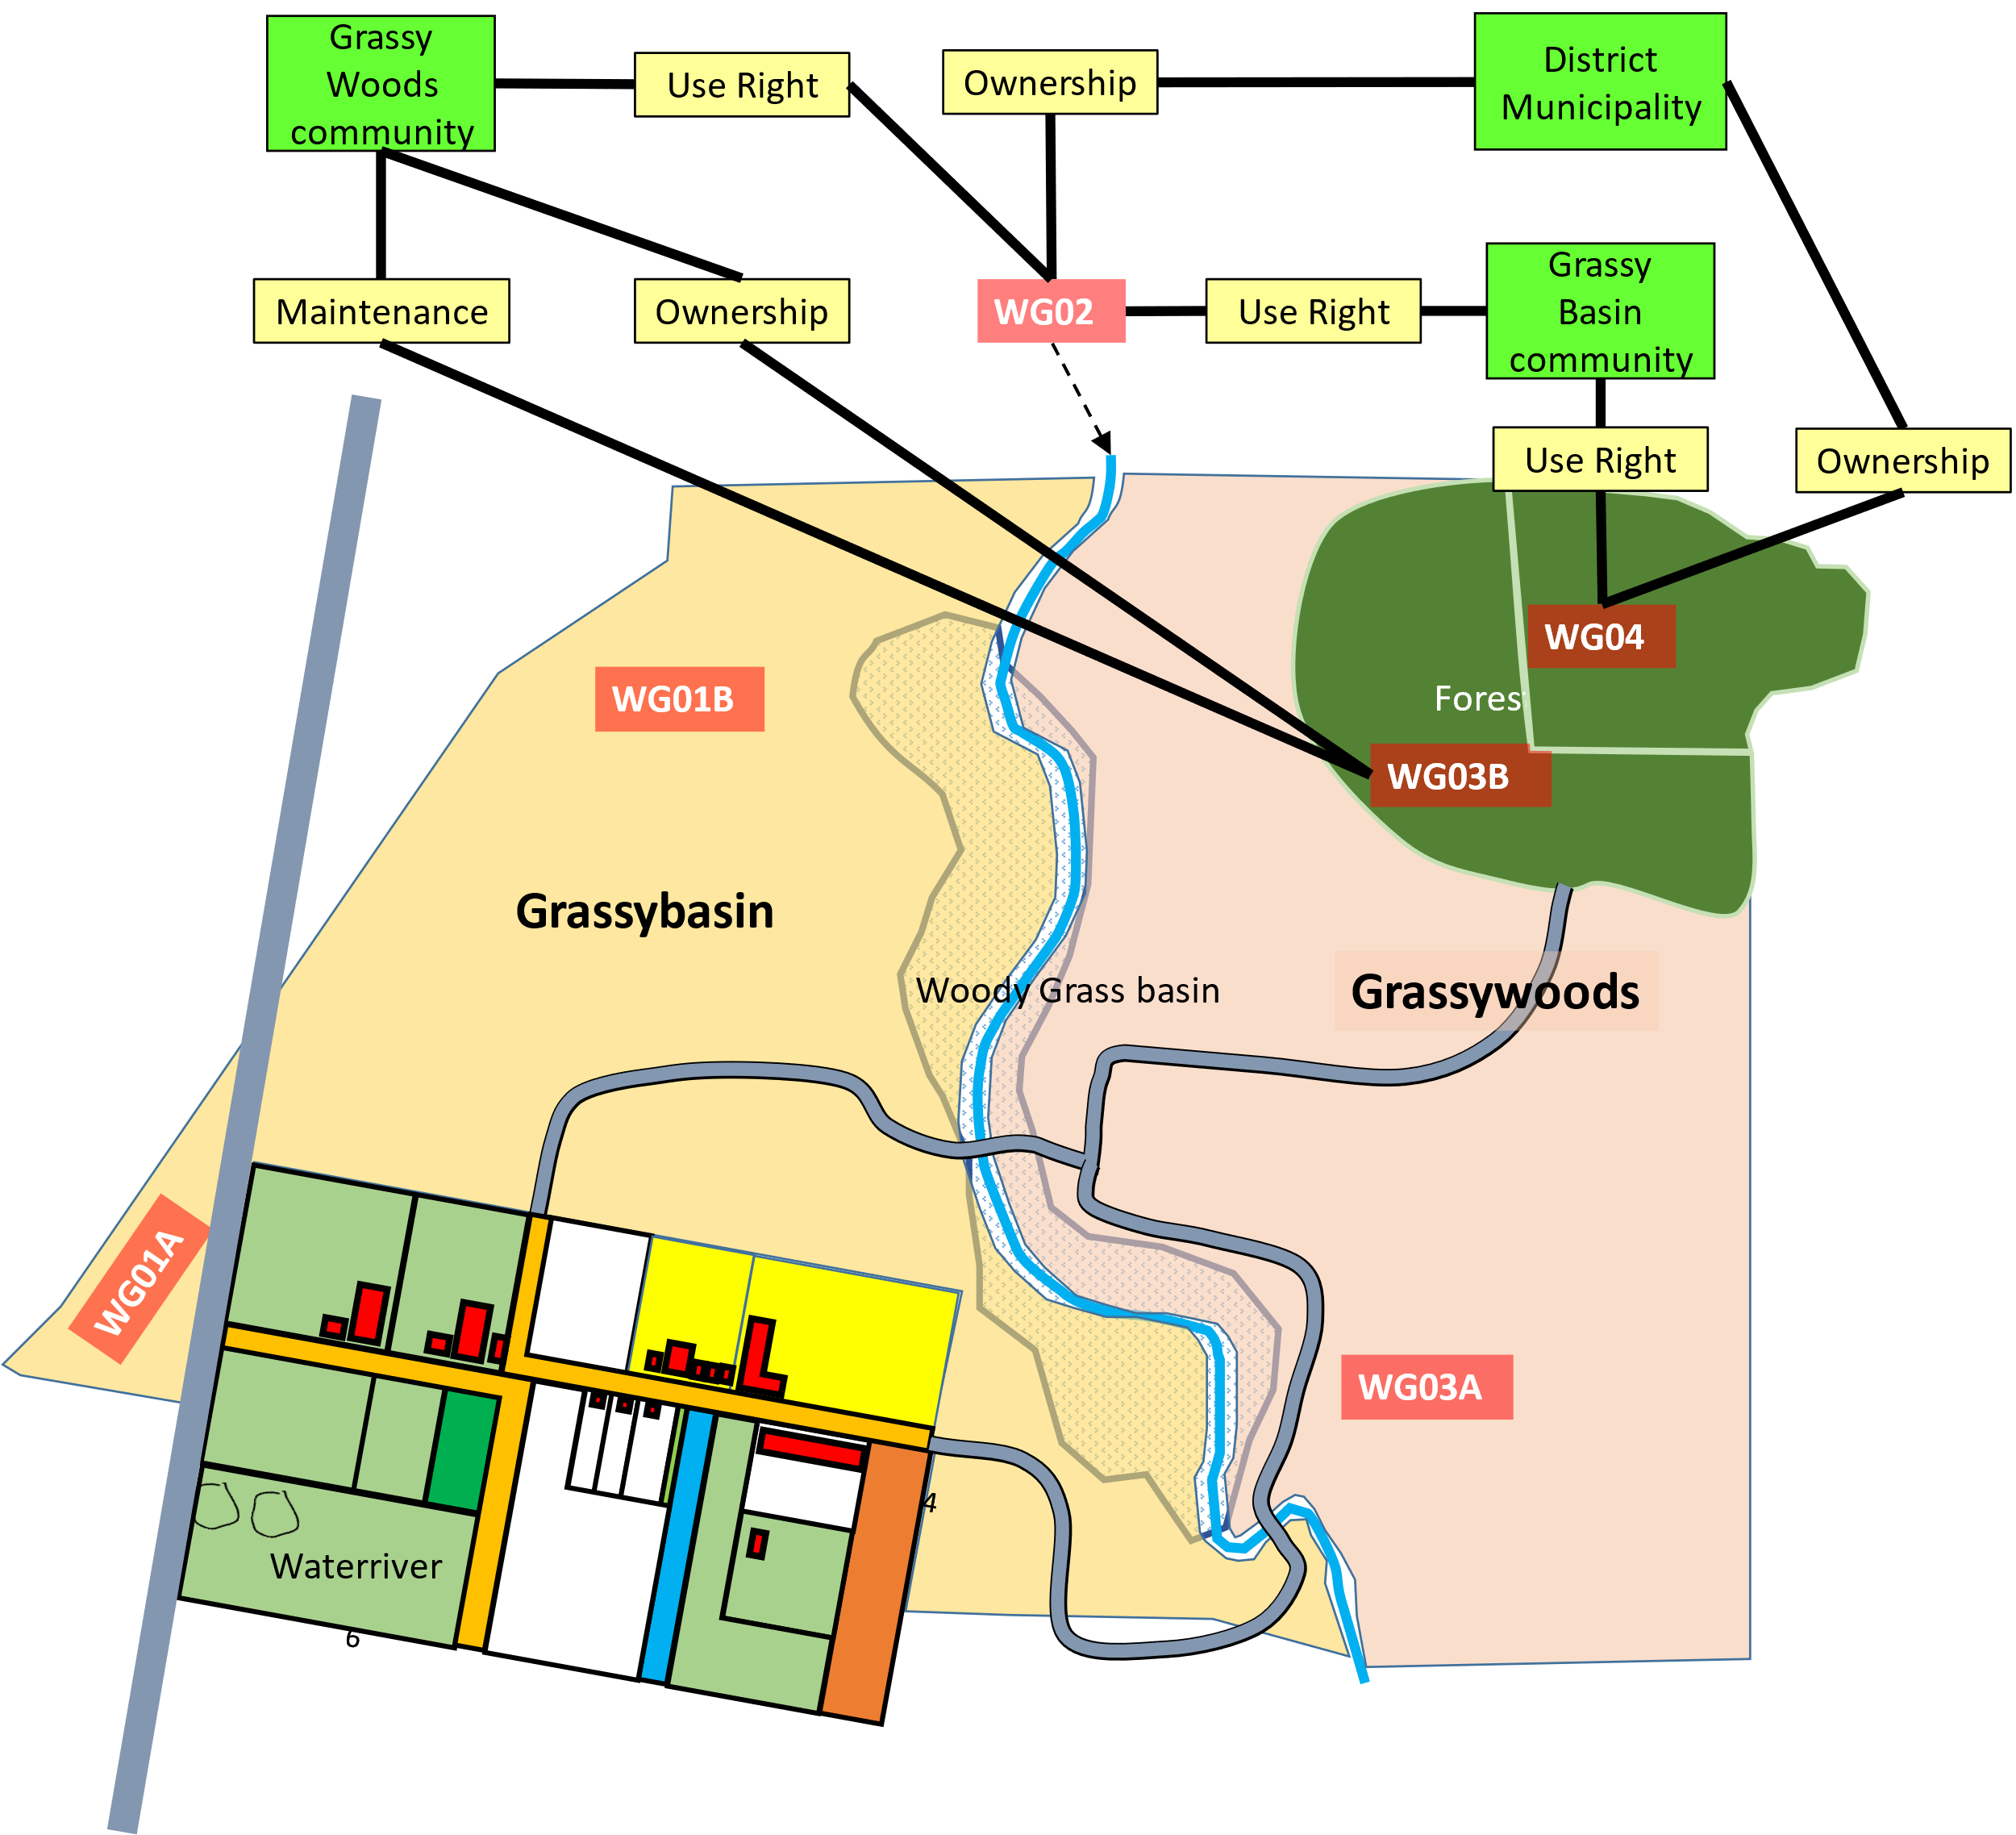 Grassy
Woods
community
Use Right
Ownership
District
Municipality
Maintenance
Ownership
WG02
Use Right
Grassy
Basin
community
Use Right
Ownership
WG04
WG01B
Fores
WG03B
Grassybasin
Woody Grass basin
Grassywoods
WG01A
WG03A
4
Waterriver
6